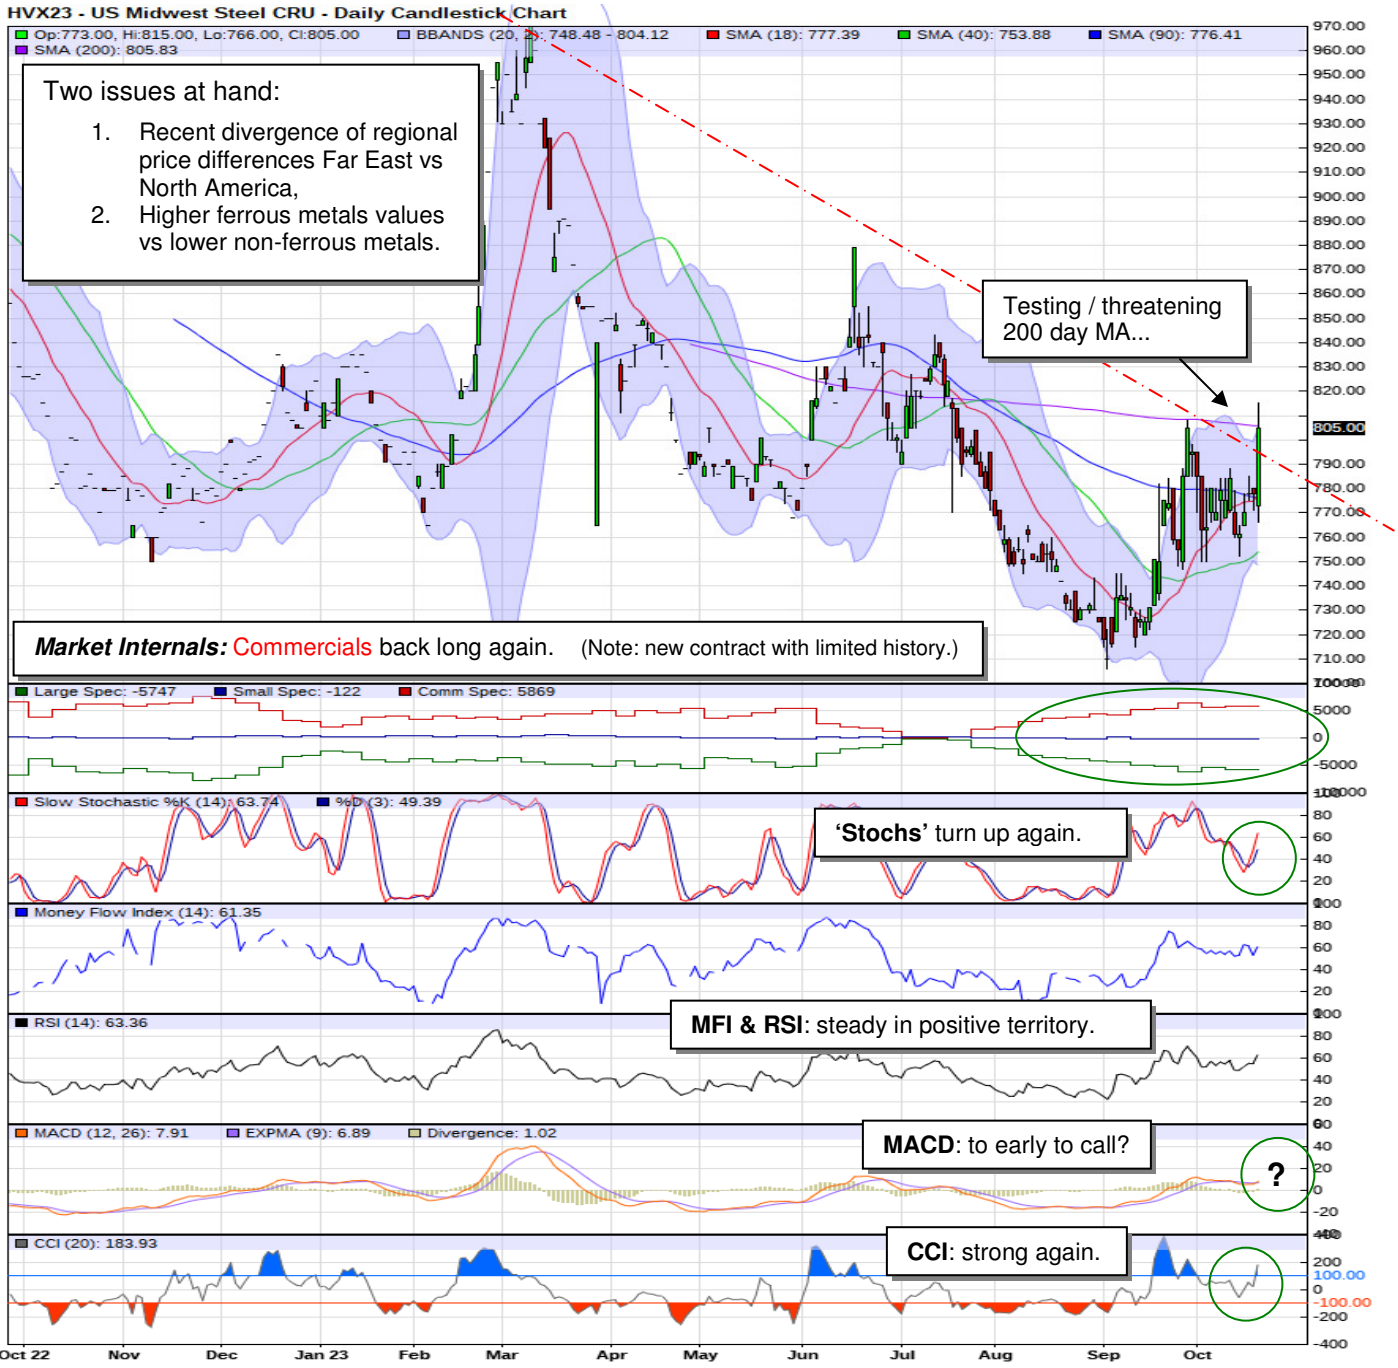 HVX23 - US Midwest Steel CRU - Daily Candlestick Chart
Op:773.00, Hi:815.00, Lo:766.00, Cl:805.00 BBANDS (20, 2): 748.48 - 804.12 SMA (18): 777.39 SMA (40): 753.88 SMA (90): 776.41
SMA (200): 805.83
Two issues at hand:
1. Recent divergence of regional
price differences Far East vs
North America,
2. Higher ferrous metals values
vs lower non-ferrous metals.
Testing / threatening
200 day MA...
970.00
960.00
950.00
940.00
930.00
920.00
910.00
900.00
890.00
880.00
870.00
860.00
850.00
840.00
830.00
820.00
805.00
790.00
780.00
770.00
760.00
750.00
740.00
730.00
720.00
710.00
Market Internals: Commercials back long again. (Note: new contract with limited history.)
Large Spec: -5747 Small Spec: -122 Comm Spec: 5869
5000
0
-5000
Slow Stochastic %K (14): 63.74 %D (3): 49.39
'Stochs' turn up again.
80
60
40
20
Money Flow Index (14): 61.35
80
60
40
20
MFI & RSI: steady in positive territory.
RSI (14): 63.36
80
60
40
20
MACD (12, 26): 7.91 EXPMA (9): 6.89 Divergence: 1.02
MACD: to early to call?
?
40
20
0
-20
CCI (20): 183.93
CCI: strong again.
200
100.00
0
-100.00
-200
-400
Oct 22 Nov Dec Jan 23 Feb Mar Apr May Jun Jul Aug Sep Oct